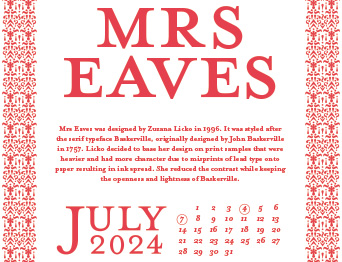 MRS
EAVES
Mrs Eaves was designed by Zuzana Licko in 1996. It was styled after
the serif typeface Baskerville, originally designed by John Baskerville
in 1757. Licko decided to base her design on print samples that were
heavier and had more character due to misprints of lead type onto
paper resulting in ink spread. She reduced the contrast while keeping
the openness and lightness of Baskerville.
JULY
2024
1 2 3 4 5 6
7 8 9 10 11 12 13
14 15 16 17 18 19 20
21 22 23 24 25 26 27
28 29 30 31